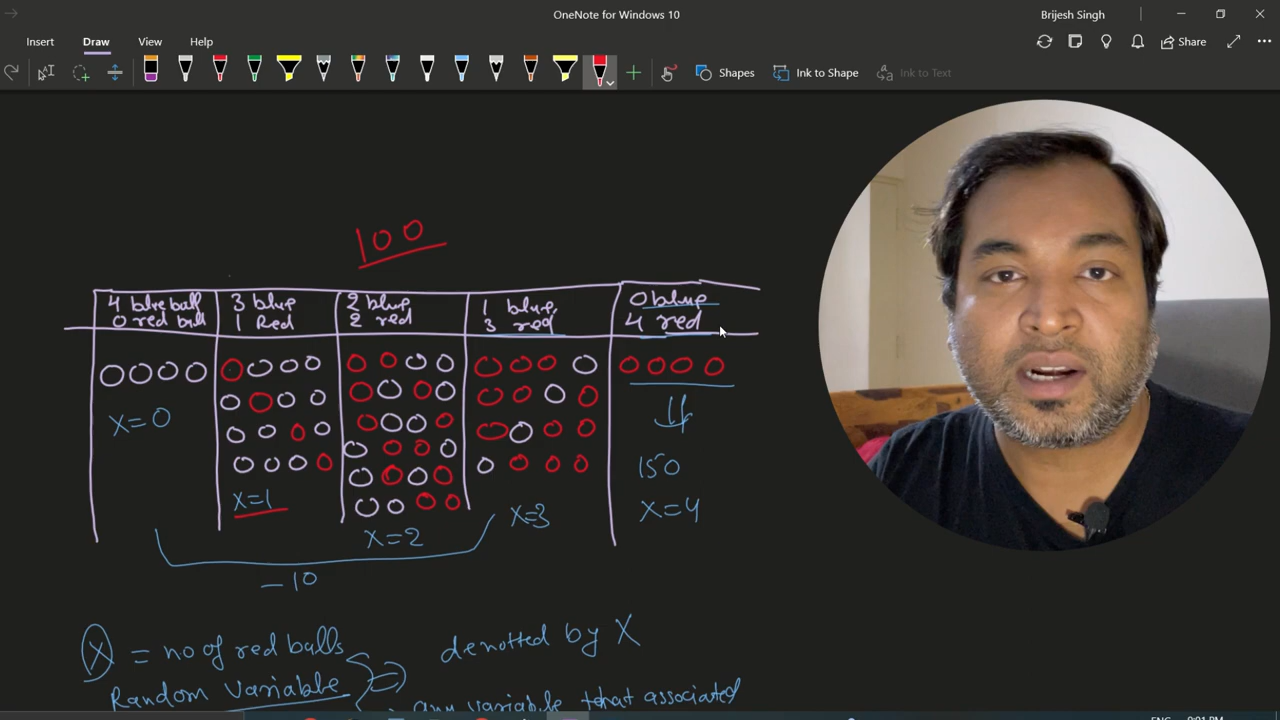 OneNote for Windows 10
Brijesh Singh
Insert Draw View Help
Share
Shapes
Ink to Shape
Ink to Text
100
4 blue ball
0 red ball
3 blue
1 Red
2 blue
2 red
1 blue,
3 red
0 blue
4 red
X=0
X=1
X=2
X=3
150
X=4
-10
X = no of red balls
Random Variable
denotted by X
any variable that associated